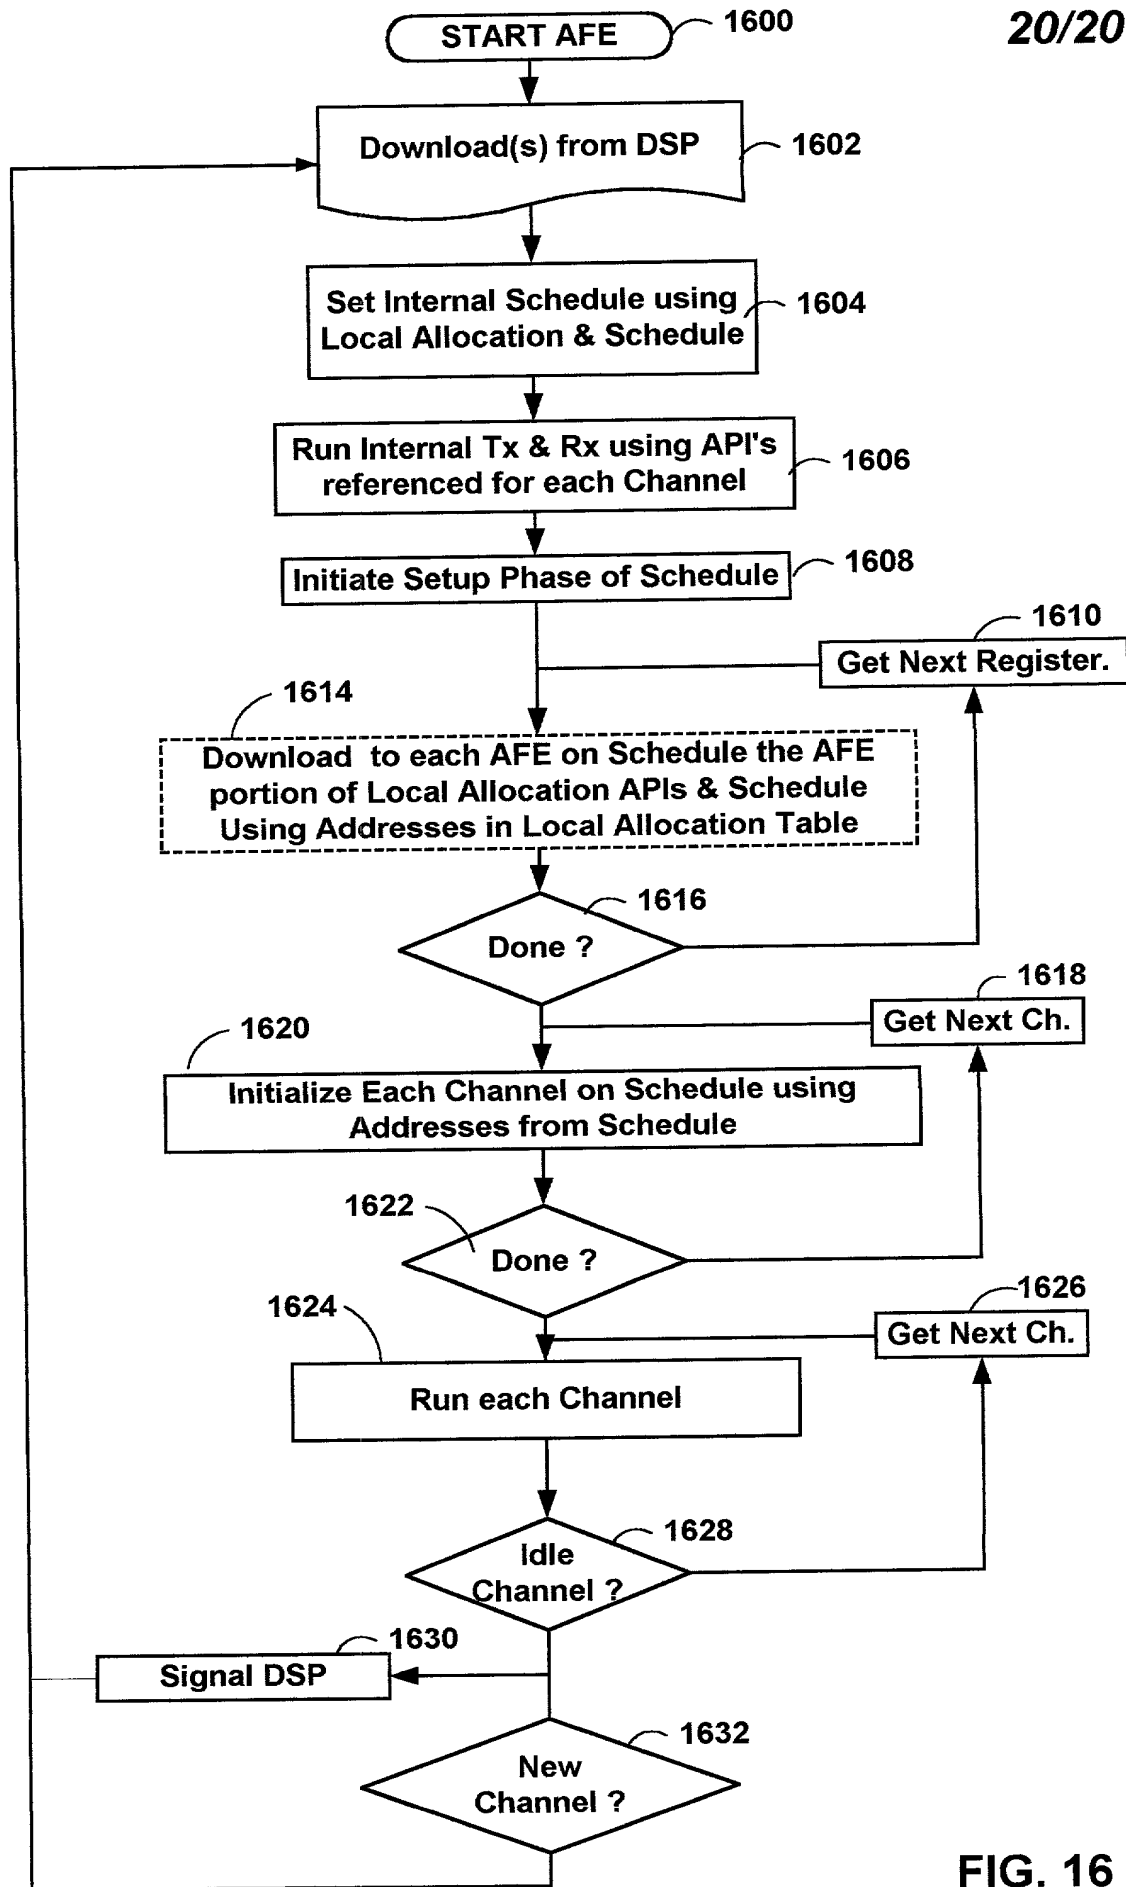 START AFE
1600
20/20
Download(s) from DSP
1602
Set Internal Schedule using
Local Allocation & Schedule
1604
Run Internal Tx & Rx using API's
referenced for each Channel
1606
Initiate Setup Phase of Schedule
1608
1610
Get Next Register.
1614
Download to each AFE on Schedule the AFE
portion of Local Allocation APIs & Schedule
Using Addresses in Local Allocation Table
1616
Done ?
1618
Get Next Ch.
1620
Initialize Each Channel on Schedule using
Addresses from Schedule
1622
Done ?
1624
1626
Get Next Ch.
Run each Channel
1628
Idle
Channel ?
1630
Signal DSP
1632
New
Channel ?
FIG. 16